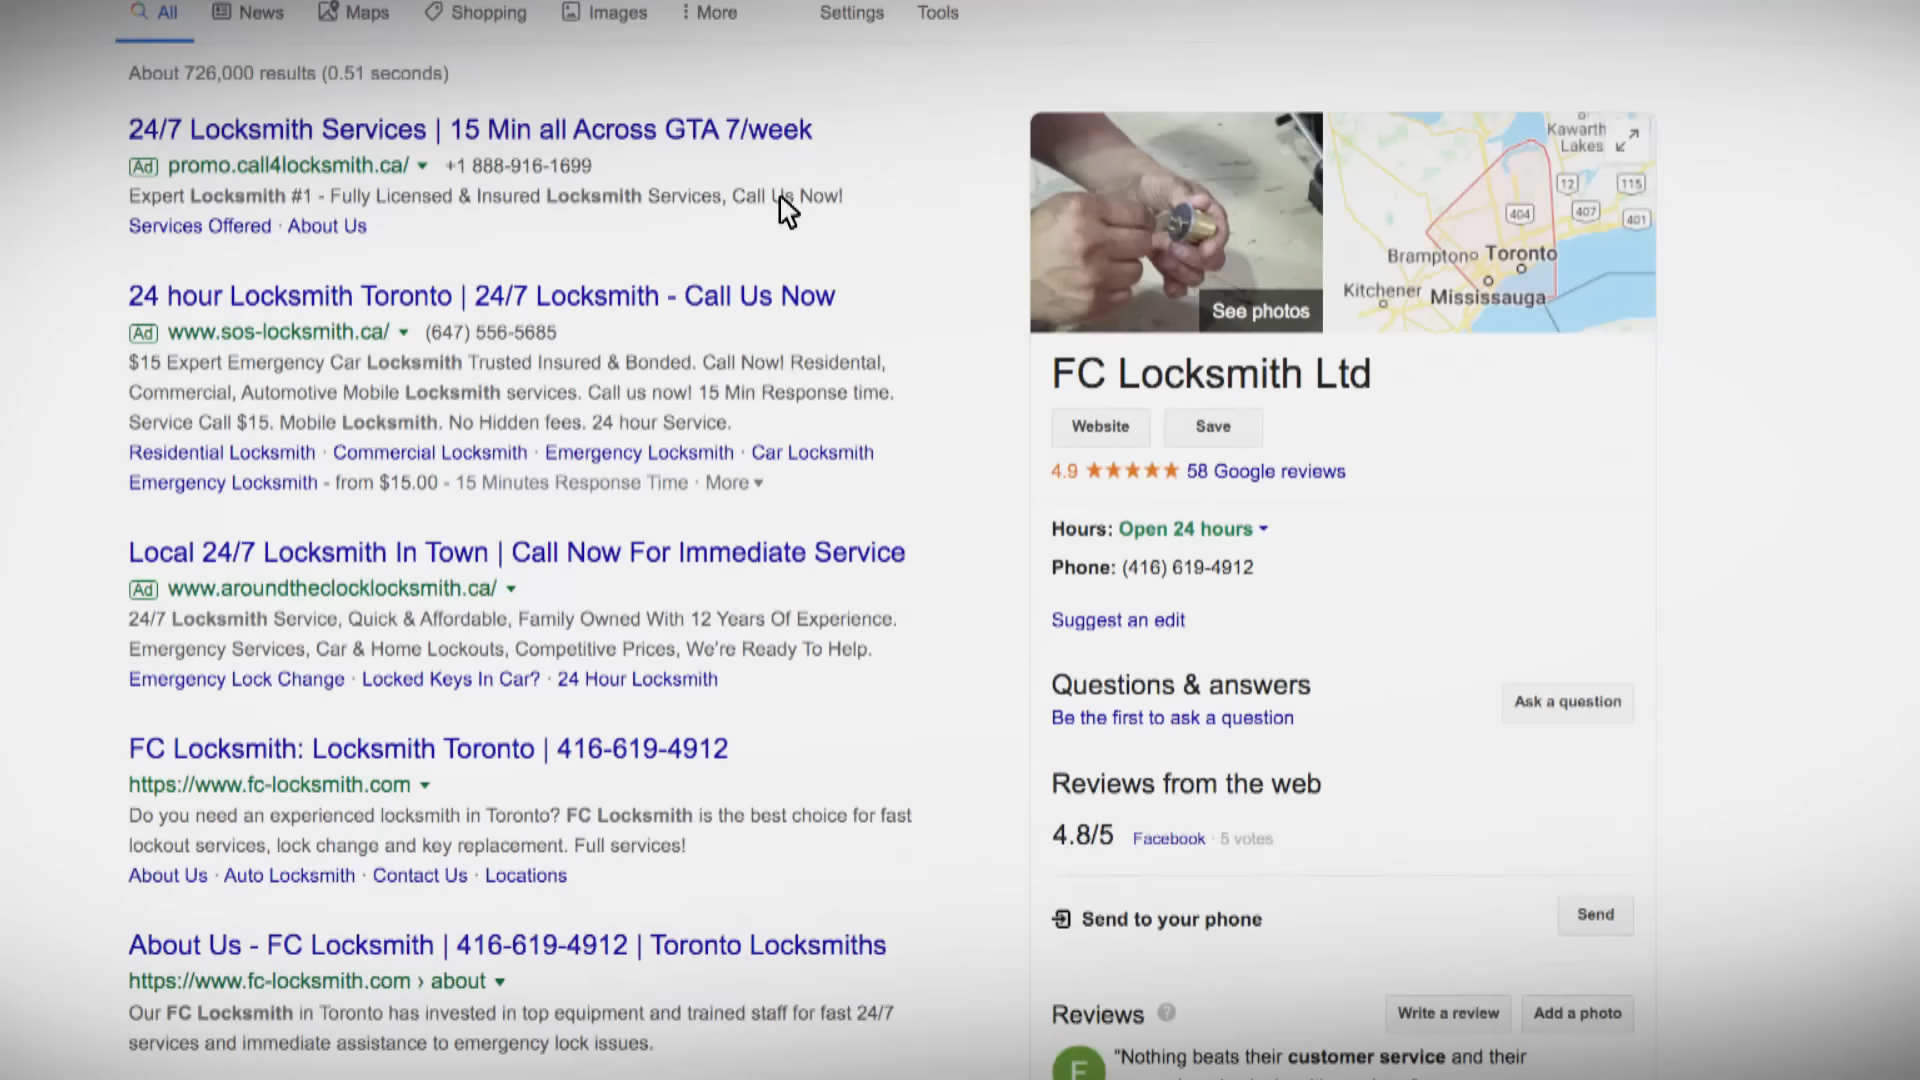 All News Maps Shopping Images More Settings Tools
About 726,000 results (0.51 seconds)
24/7 Locksmith Services | 15 Min all Across GTA 7/week
Ad promo.call4locksmith.ca/ +1 888-916-1699
Expert Locksmith #1 - Fully Licensed & Insured Locksmith Services, Call Us Now!
Services Offered · About Us
24 hour Locksmith Toronto | 24/7 Locksmith - Call Us Now
Ad www.sos-locksmith.ca/ (647) 556-5685
$15 Expert Emergency Car Locksmith Trusted Insured & Bonded. Call Now! Residential,
Commercial, Automotive Mobile Locksmith services. Call us now! 15 Min Response time.
Service Call $15. Mobile Locksmith. No Hidden fees. 24 hour Service.
Residential Locksmith · Commercial Locksmith · Emergency Locksmith · Car Locksmith
Emergency Locksmith - from $15.00 - 15 Minutes Response Time · More
Local 24/7 Locksmith In Town | Call Now For Immediate Service
Ad www.aroundtheclocklocksmith.ca/
24/7 Locksmith Service, Quick & Affordable, Family Owned With 12 Years Of Experience.
Emergency Services, Car & Home Lockouts, Competitive Prices, We're Ready To Help.
Emergency Lock Change · Locked Keys In Car? · 24 Hour Locksmith
FC Locksmith: Locksmith Toronto | 416-619-4912
https://www.fc-locksmith.com
Do you need an experienced locksmith in Toronto? FC Locksmith is the best choice for fast
lockout services, lock change and key replacement. Full services!
About Us · Auto Locksmith · Contact Us · Locations
About Us - FC Locksmith | 416-619-4912 | Toronto Locksmiths
https://www.fc-locksmith.com › about
Our FC Locksmith in Toronto has invested in top equipment and trained staff for fast 24/7
services and immediate assistance to emergency lock issues.
See photos
Kawarth
Lakes
12 115
404 407 401
Brampton Toronto
Kitchener Mississauga
FC Locksmith Ltd
Website Save
4.9 ★★★★★ 58 Google reviews
Hours: Open 24 hours
Phone: (416) 619-4912
Suggest an edit
Questions & answers
Be the first to ask a question
Ask a question
Reviews from the web
4.8/5 Facebook · 5 votes
Send to your phone Send
Reviews ? Write a review Add a photo
"Nothing beats their customer service and their